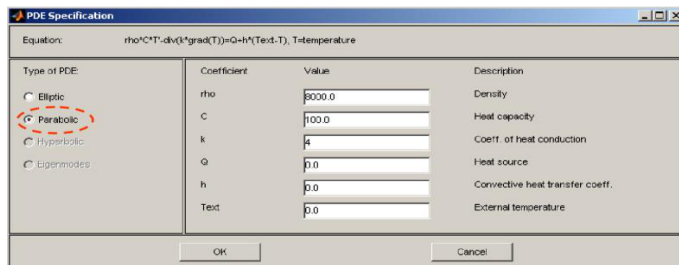 PDE Specification
Equation: rho*C*T'-div(k*grad(T))=Q+h*(Text-T), T=temperature
Type of PDE: Coefficient Value Description
Elliptic rho 8000.0 Density
Parabolic C 100.0 Heat capacity
Hyperbolic k 4 Coeff. of heat conduction
Eigenmodes Q 0.0 Heat source
h 0.0 Convective heat transfer coeff.
Text 0.0 External temperature
OK Cancel